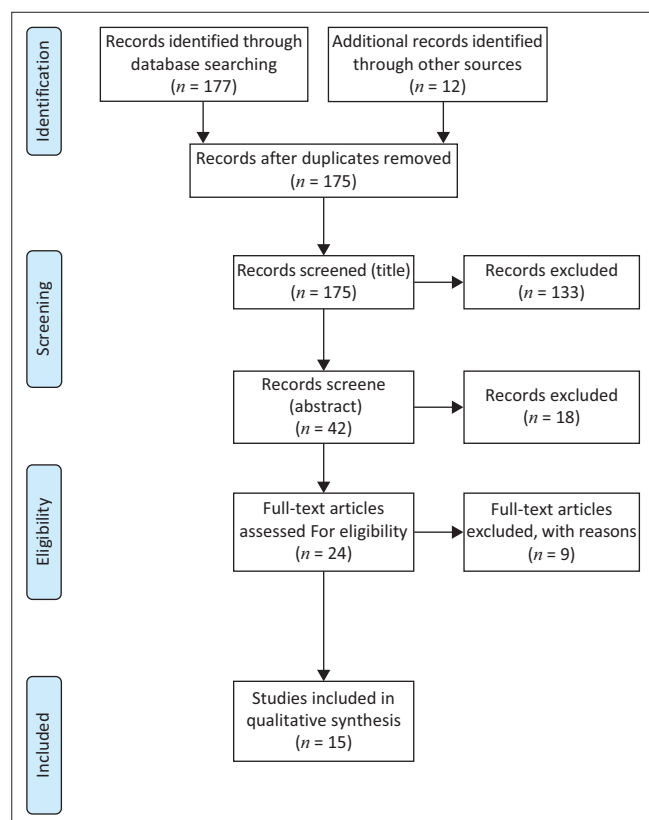 Identification
Records identified through
database searching
(n = 177)
Additional records identified
through other sources
(n = 12)
Records after duplicates removed
(n = 175)
Screening
Records screened (title)
(n = 175)
Records excluded
(n = 133)
Records screene
(abstract)
(n = 42)
Records excluded
(n = 18)
Eligibility
Full-text articles
assessed For eligibility
(n = 24)
Full-text articles
excluded, with reasons
(n = 9)
Included
Studies included in
qualitative synthesis
(n = 15)